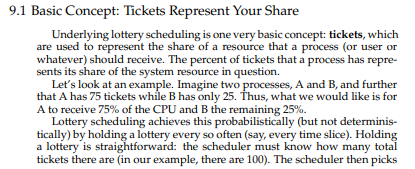 9.1 Basic Concept: Tickets Represent Your Share
Underlying lottery scheduling is one very basic concept: tickets, which
are used to represent the share of a resource that a process (or user or
whatever) should receive. The percent of tickets that a process has repre-
sents its share of the system resource in question.
Let's look at an example. Imagine two processes, A and B, and further
that A has 75 tickets while B has only 25. Thus, what we would like is for
A to receive 75% of the CPU and B the remaining 25%.
Lottery scheduling achieves this probabilistically (but not determinis-
tically) by holding a lottery every so often (say, every time slice). Holding
a lottery is straightforward: the scheduler must know how many total
tickets there are (in our example, there are 100). The scheduler then picks